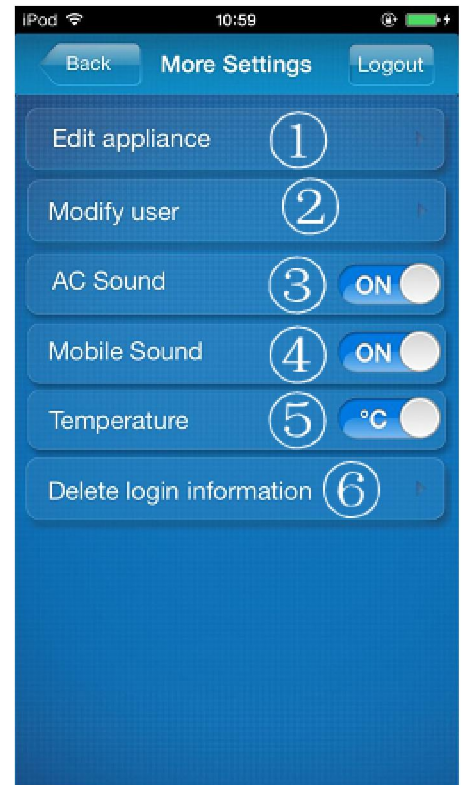 iPod 10:59
Back More Settings Logout
Edit appliance ①
Modify user ②
AC Sound ③ ON
Mobile Sound ④ ON
Temperature ⑤ °C
Delete login information ⑥